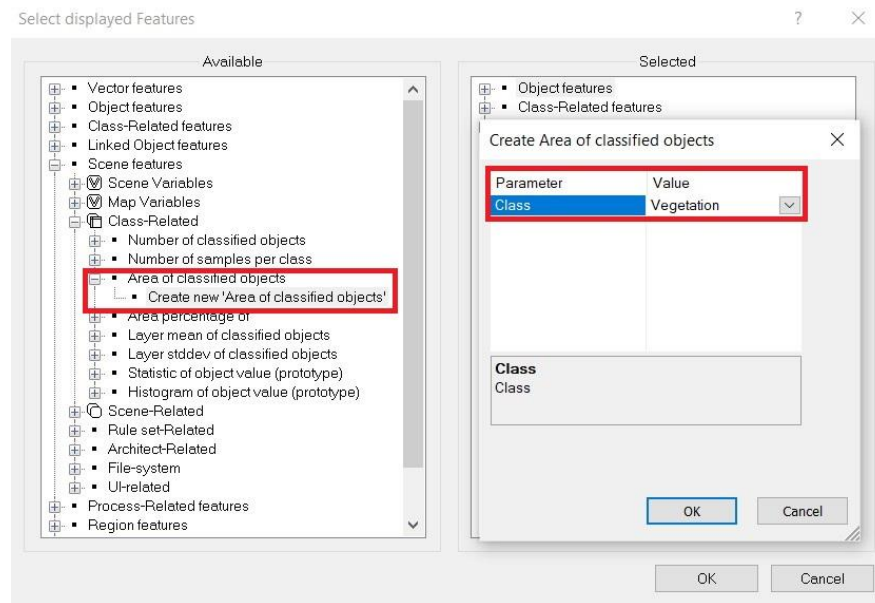 Select displayed Features
?
Available
Vector features
Object features
Class-Related features
Linked Object features
Scene features
Scene Variables
Map Variables
Class-Related
Number of classified objects
Number of samples per class
Area of classified objects
Create new 'Area of classified objects'
Area percentage of
Layer mean of classified objects
Layer stddev of classified objects
Statistic of object value (prototype)
Histogram of object value (prototype)
Scene-Related
Rule set-Related
Architect-Related
File-system
UI-related
Process-Related features
Region features
Selected
Object features
Class-Related features
Create Area of classified objects
Parameter Value
Class Vegetation
Class
Class
OK Cancel
OK Cancel